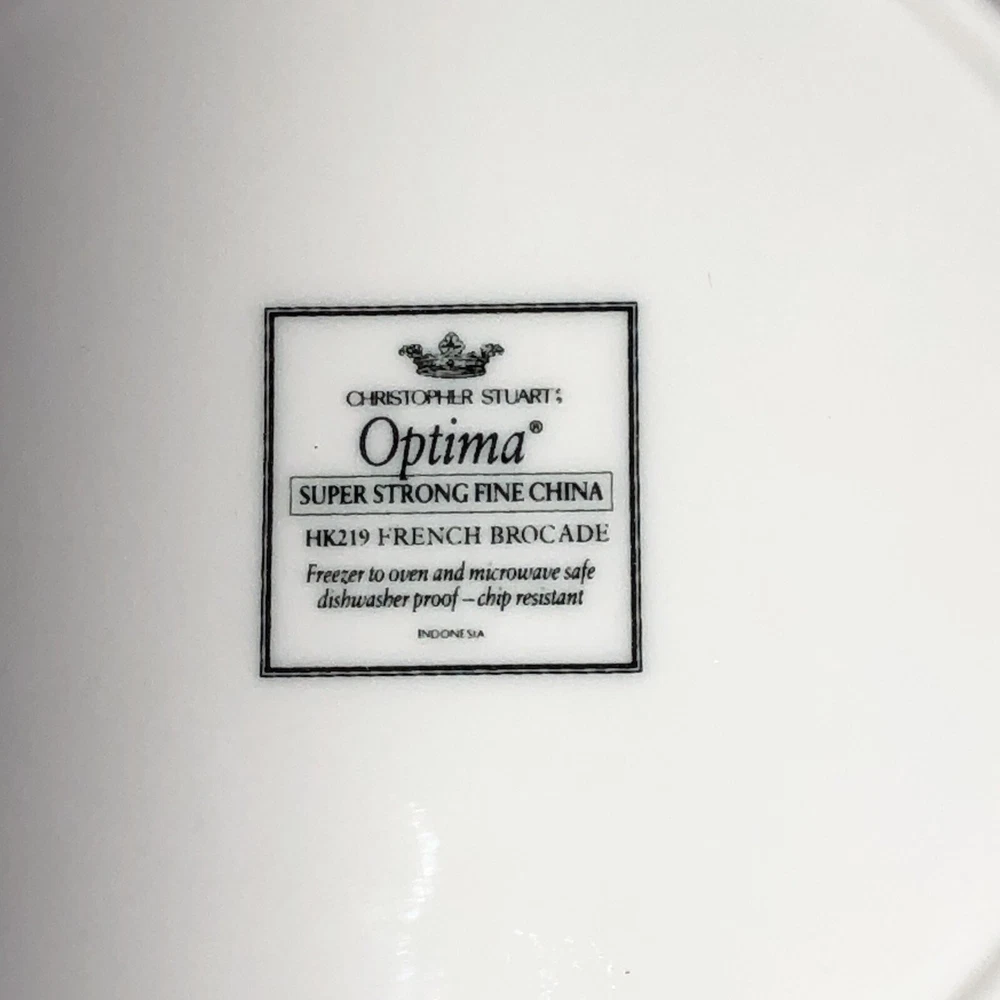 CHRISTOPHER STUART'S
Optima®
SUPER STRONG FINE CHINA
HK219 FRENCH BROCADE
Freezer to oven and microwave safe
dishwasher proof – chip resistant
INDONESIA